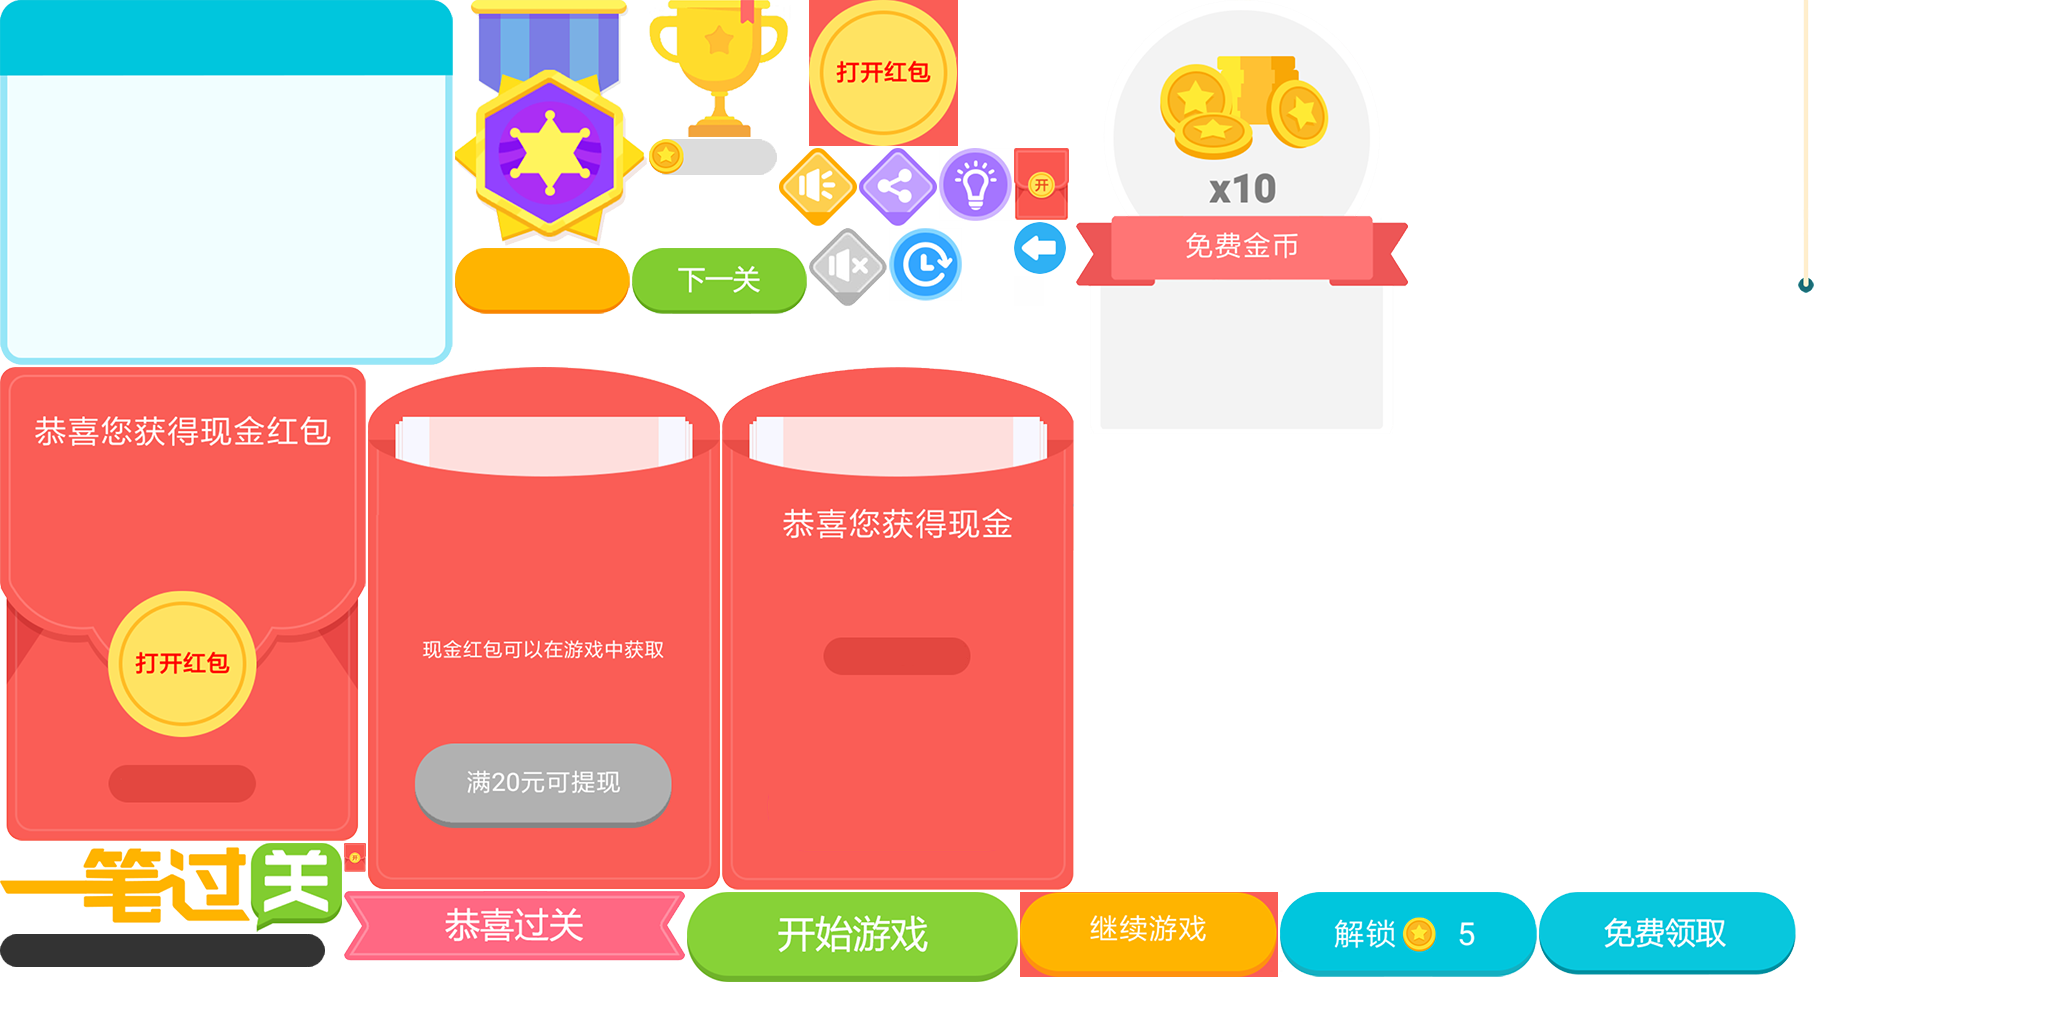 打开红包
开
x10
免费金币
下一关
恭喜您获得现金红包
打开红包
现金红包可以在游戏中获取
满20元可提现
恭喜您获得现金
一笔过关
恭喜过关
开始游戏
继续游戏
解锁 5
免费领取